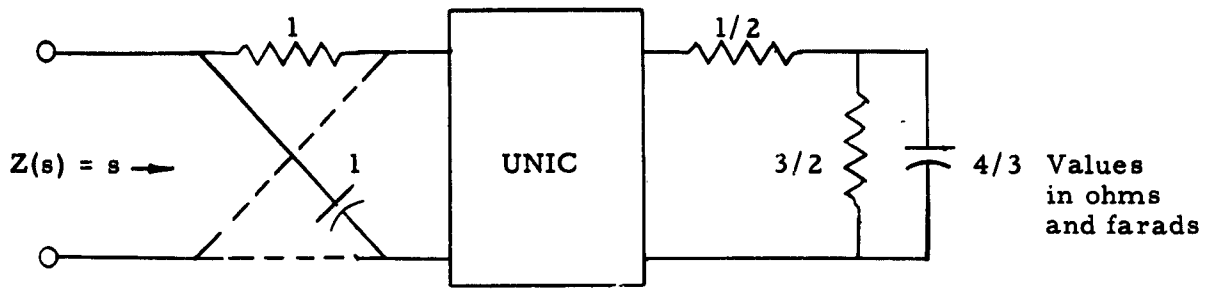 1
1/2
Z(s) = s
1
UNIC
3/2
4/3 Values
in ohms
and farads